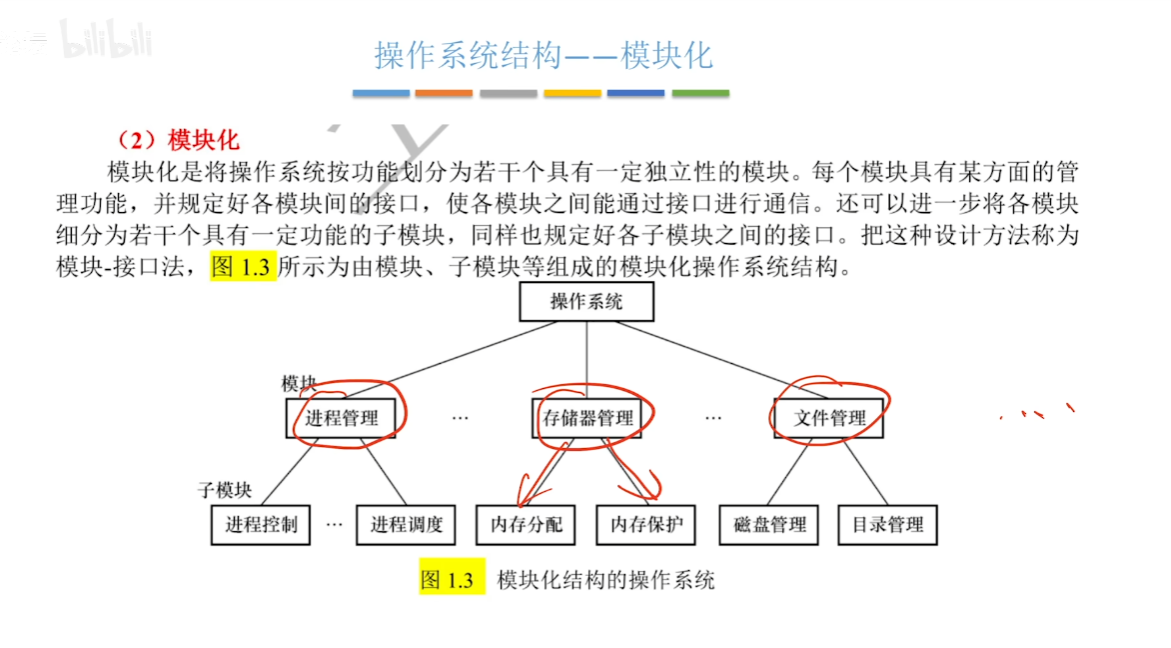 bilibili
操作系统结构——模块化
（2）模块化
模块化是将操作系统按功能划分为若干个具有一定独立性的模块。每个模块具有某方面的管
理功能，并规定好各模块间的接口，使各模块之间能通过接口进行通信。还可以进一步将各模块
细分为若干个具有一定功能的子模块，同样也规定好各子模块之间的接口。把这种设计方法称为
模块-接口法，图 1.3 所示为由模块、子模块等组成的模块化操作系统结构。
操作系统
模块
进程管理 … 存储器管理 … 文件管理
子模块
进程控制 … 进程调度 内存分配 内存保护 磁盘管理 目录管理
图 1.3 模块化结构的操作系统